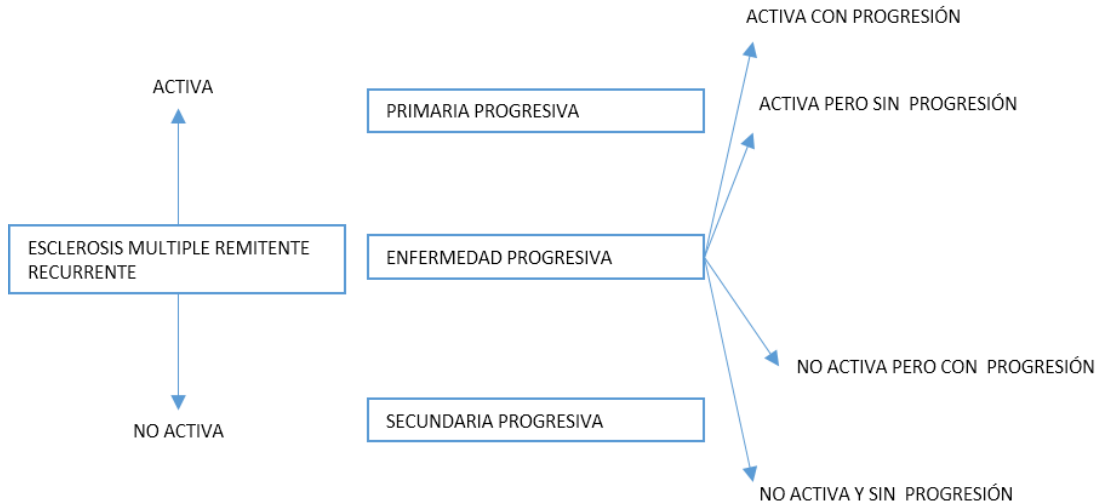 ACTIVA CON PROGRESIÓN
ACTIVA
PRIMARIA PROGRESIVA
ACTIVA PERO SIN PROGRESIÓN
ESCLEROSIS MULTIPLE REMITENTE
RECURRENTE
ENFERMEDAD PROGRESIVA
NO ACTIVA PERO CON PROGRESIÓN
NO ACTIVA
SECUNDARIA PROGRESIVA
NO ACTIVA Y SIN PROGRESIÓN